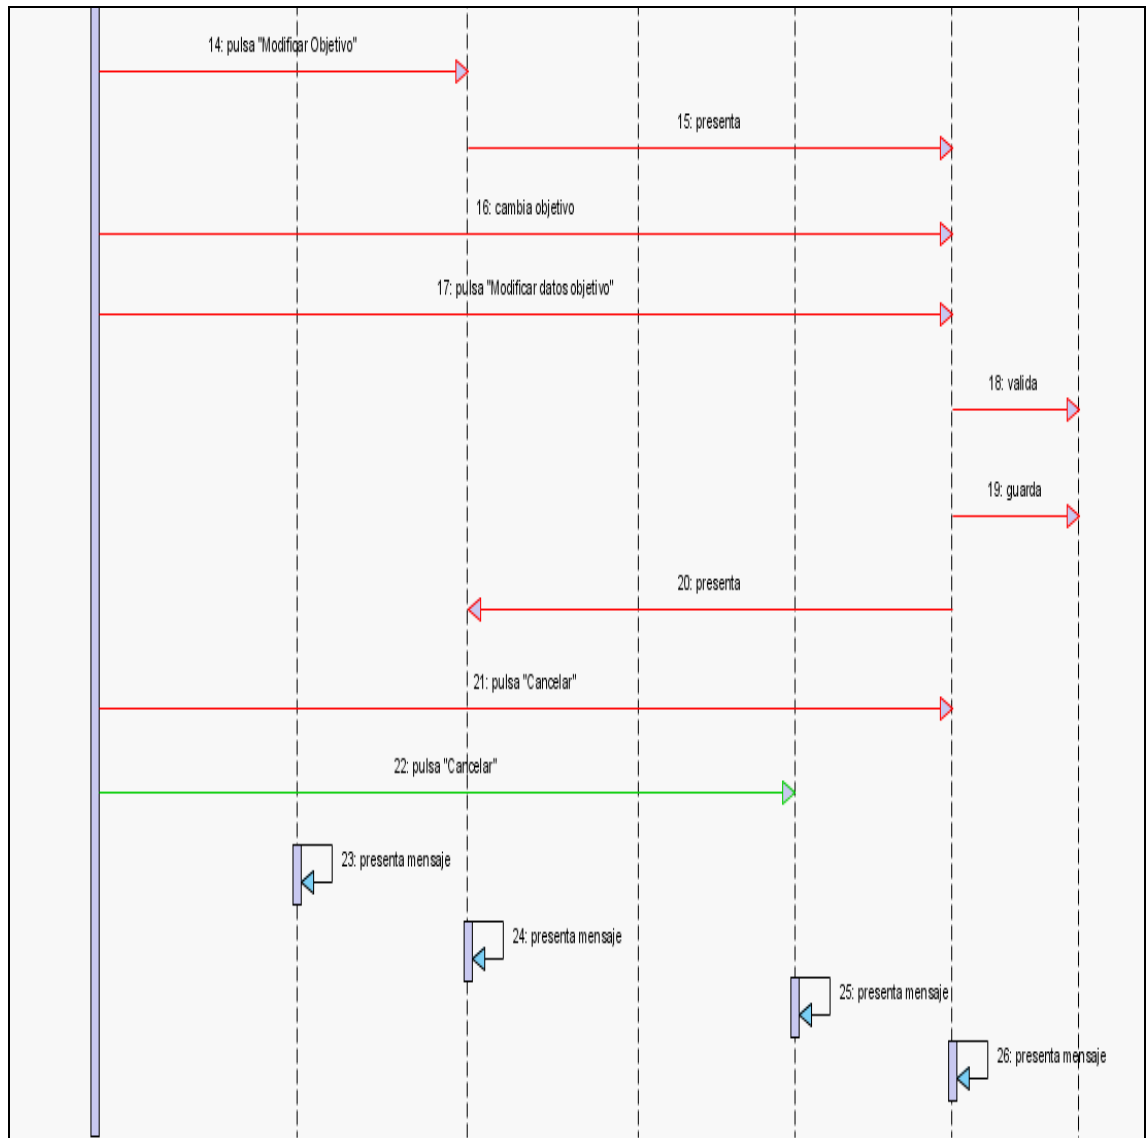 14: pulsa "Modificar Objetivo"
15: presenta
16: cambia objetivo
17: pulsa "Modificar datos objetivo"
18: valida
19: guarda
20: presenta
21: pulsa "Cancelar"
22: pulsa "Cancelar"
23: presenta mensaje
24: presenta mensaje
25: presenta mensaje
26: presenta mensaje